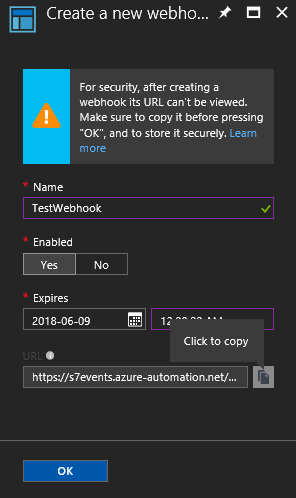 Create a new webho...
For security, after creating a
webhook its URL can't be viewed.
Make sure to copy it before pressing
"OK", and to store it securely. Learn
more
* Name
TestWebhook
* Enabled
Yes No
* Expires
2018-06-09
Click to copy
URL
https://s7events.azure-automation.net/...
OK